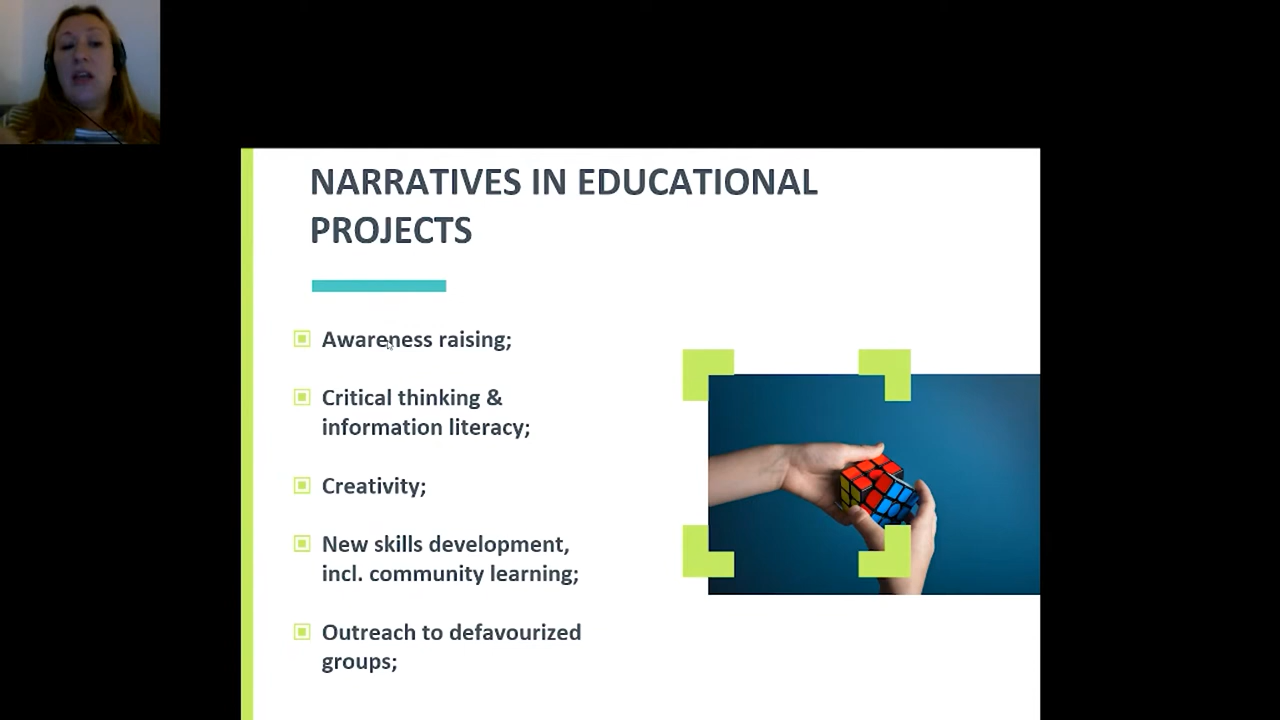 NARRATIVES IN EDUCATIONAL
PROJECTS
Awareness raising;
Critical thinking &
information literacy;
Creativity;
New skills development,
incl. community learning;
Outreach to defavourized
groups;